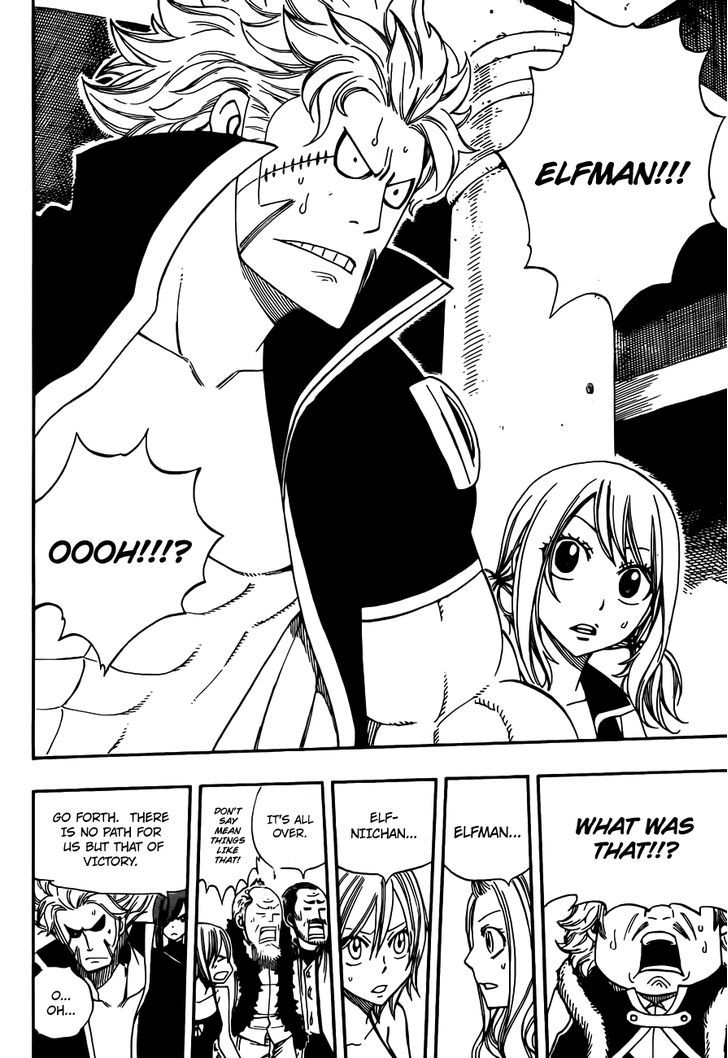 ELFMAN!!!
OOOH!!!?
WHAT WAS
THAT!!?
ELFMAN...
ELF-
NIICHAN...
IT'S ALL
OVER.
DON'T
SAY
MEAN
THINGS
LIKE
THAT!
GO FORTH. THERE
IS NO PATH FOR
US BUT THAT OF
VICTORY.
O...
OH...